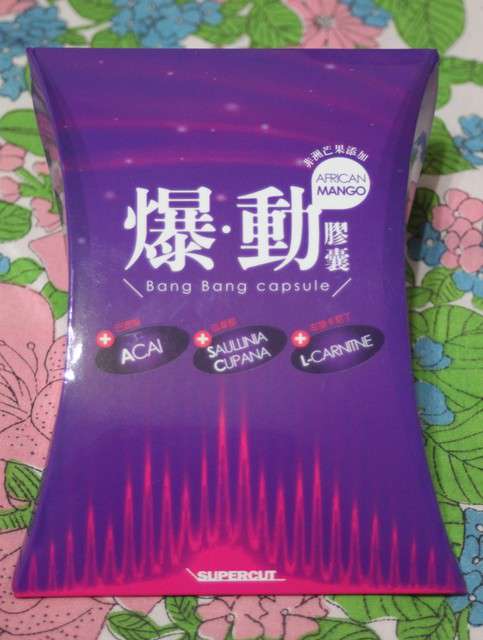 非洲芒果添加
AFRICAN
MANGO
爆·動膠囊
\ Bang Bang capsule /
ACAI
SAULLINIA
CUPANA
L-CARNITNE
SUPERCUT